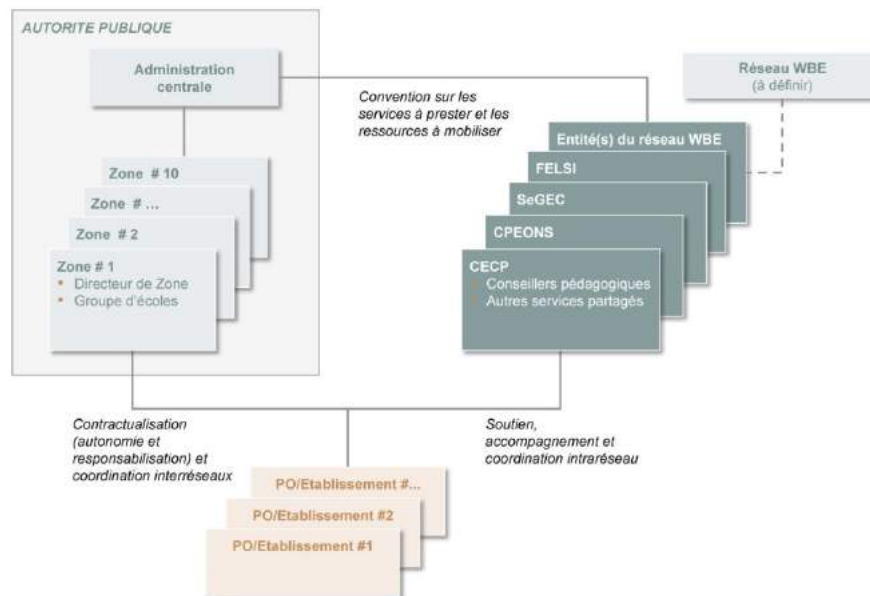 AUTORITE PUBLIQUE
Administration
centrale
Réseau WBE
(à définir)
Convention sur les
services à prester et les
ressources à mobiliser
Entité(s) du réseau WBE
FELSI
SeGEC
CPEONS
CECP
Conseillers pédagogiques
Autres services partagés
Zone # 10
Zone # ...
Zone # 2
Zone # 1
• Directeur de Zone
• Groupe d'écoles
Contractualisation
(autonomie et
responsabilisation) et
coordination interréseaux
Soutien,
accompagnement et
coordination intraréseau
PO/Etablissement #...
PO/Etablissement #2
PO/Etablissement #1